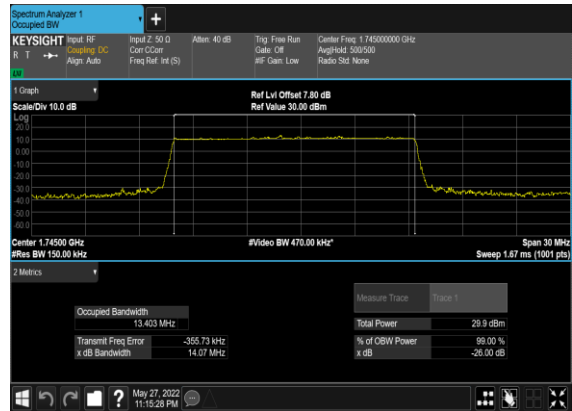 Spectrum Analyzer 1
Occupied BW
+
KEYSIGHT Input: RF Input Z: 50 Ω Atten: 40 dB Trig: Free Run Center Freq: 1.745000000 GHz
R T Coupling: DC Corr CCorr Gate: Off Avg|Hold: 500/500
Align: Auto Freq Ref: Int (S) #IF Gain: Low Radio Std: None
LW
1 Graph
Ref Lvl Offset 7.80 dB
Scale/Div 10.0 dB Ref Value 30.00 dBm
Log
20.0
10.0
0.00
-10.0
-20.0
-30.0
-40.0
-50.0
-60.0
Center 1.74500 GHz #Video BW 470.00 kHz* Span 30 MHz
#Res BW 150.00 kHz Sweep 1.67 ms (1001 pts)
2 Metrics
Measure Trace Trace 1
Occupied Bandwidth
13.403 MHz Total Power 29.9 dBm
Transmit Freq Error -355.73 kHz % of OBW Power 99.00 %
x dB Bandwidth 14.07 MHz x dB -26.00 dB
?
May 27, 2022
11:15:28 PM